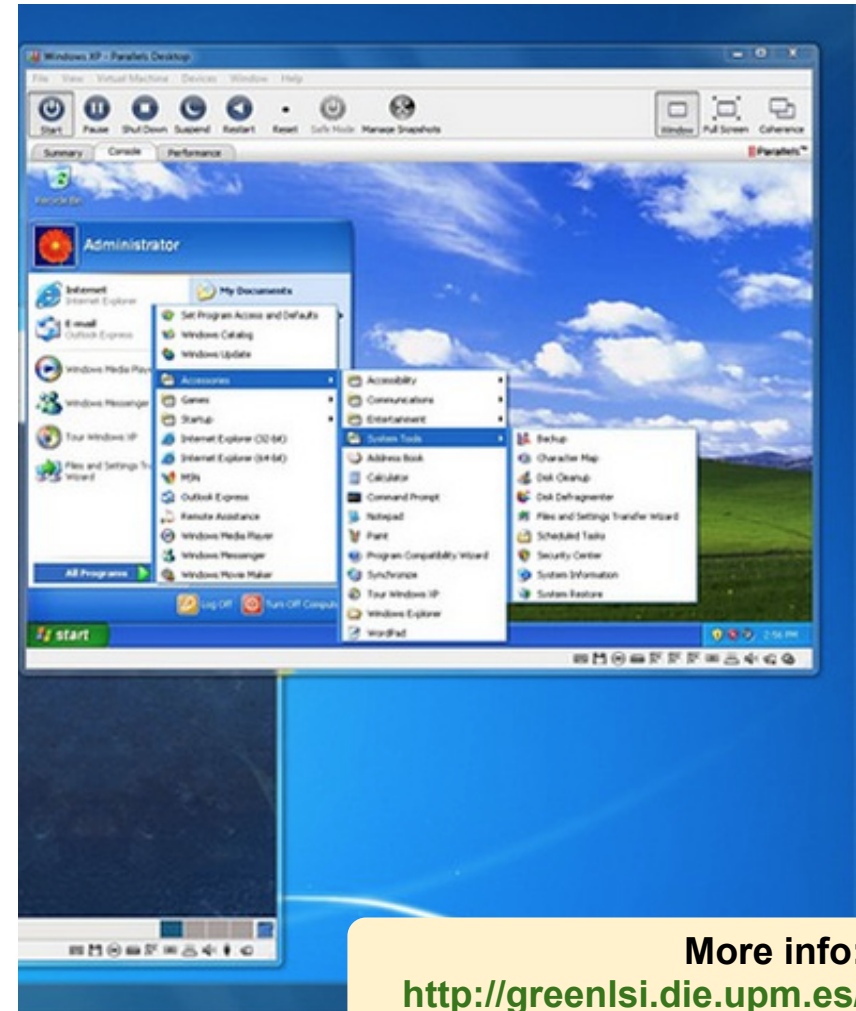 Windows XP - Parallels Desktop
File View Virtual Machine Devices Window Help
Start Pause Shut Down Suspend Restart Reset Safe Mode Manage Snapshots Window Full Screen Coherence
Summary Console Performance Parallels™
Recycle Bin
Administrator
Internet
Internet Explorer
E-mail
Outlook Express
Windows Media Play
Windows Messenger
Tour Windows XP
Files and Settings Tr
Wizard
All Programs
My Documents
Set Program Access and Defaults
Windows Catalog
Windows Update
Accessories
Games
Startup
Internet Explorer (32-bit)
Internet Explorer (64-bit)
MSN
Outlook Express
Remote Assistance
Windows Media Player
Windows Messenger
Windows Movie Maker
Accessibility
Communications
Entertainment
System Tools
Address Book
Calculator
Command Prompt
Notepad
Paint
Program Compatibility Wizard
Synchronize
Tour Windows XP
Windows Explorer
WordPad
Backup
Character Map
Disk Cleanup
Disk Defragmenter
Files and Settings Transfer Wizard
Scheduled Tasks
Security Center
System Information
System Restore
Log Off Turn Off Comput
start 2:56 PM
More info:
http://greenlsi.die.upm.es/